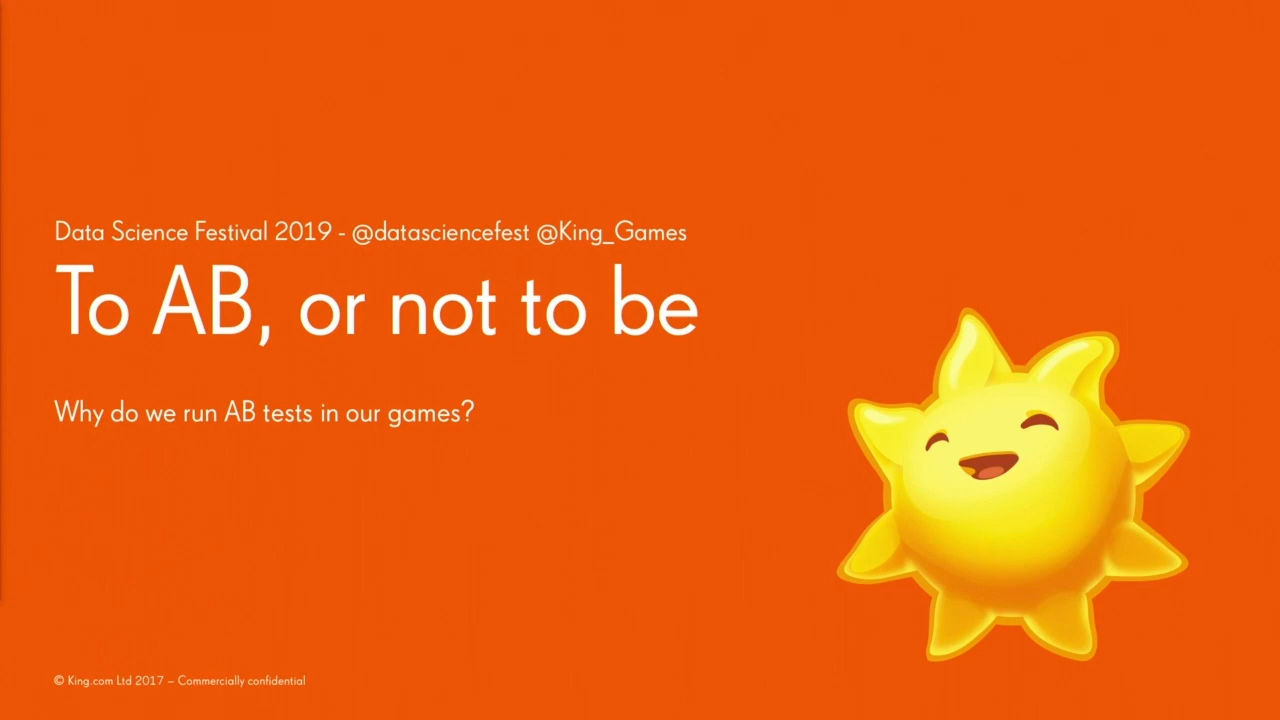 Data Science Festival 2019 - @datasciencefest @King_Games
To AB, or not to be
Why do we run AB tests in our games?
© King.com Ltd 2017 – Commercially confidential